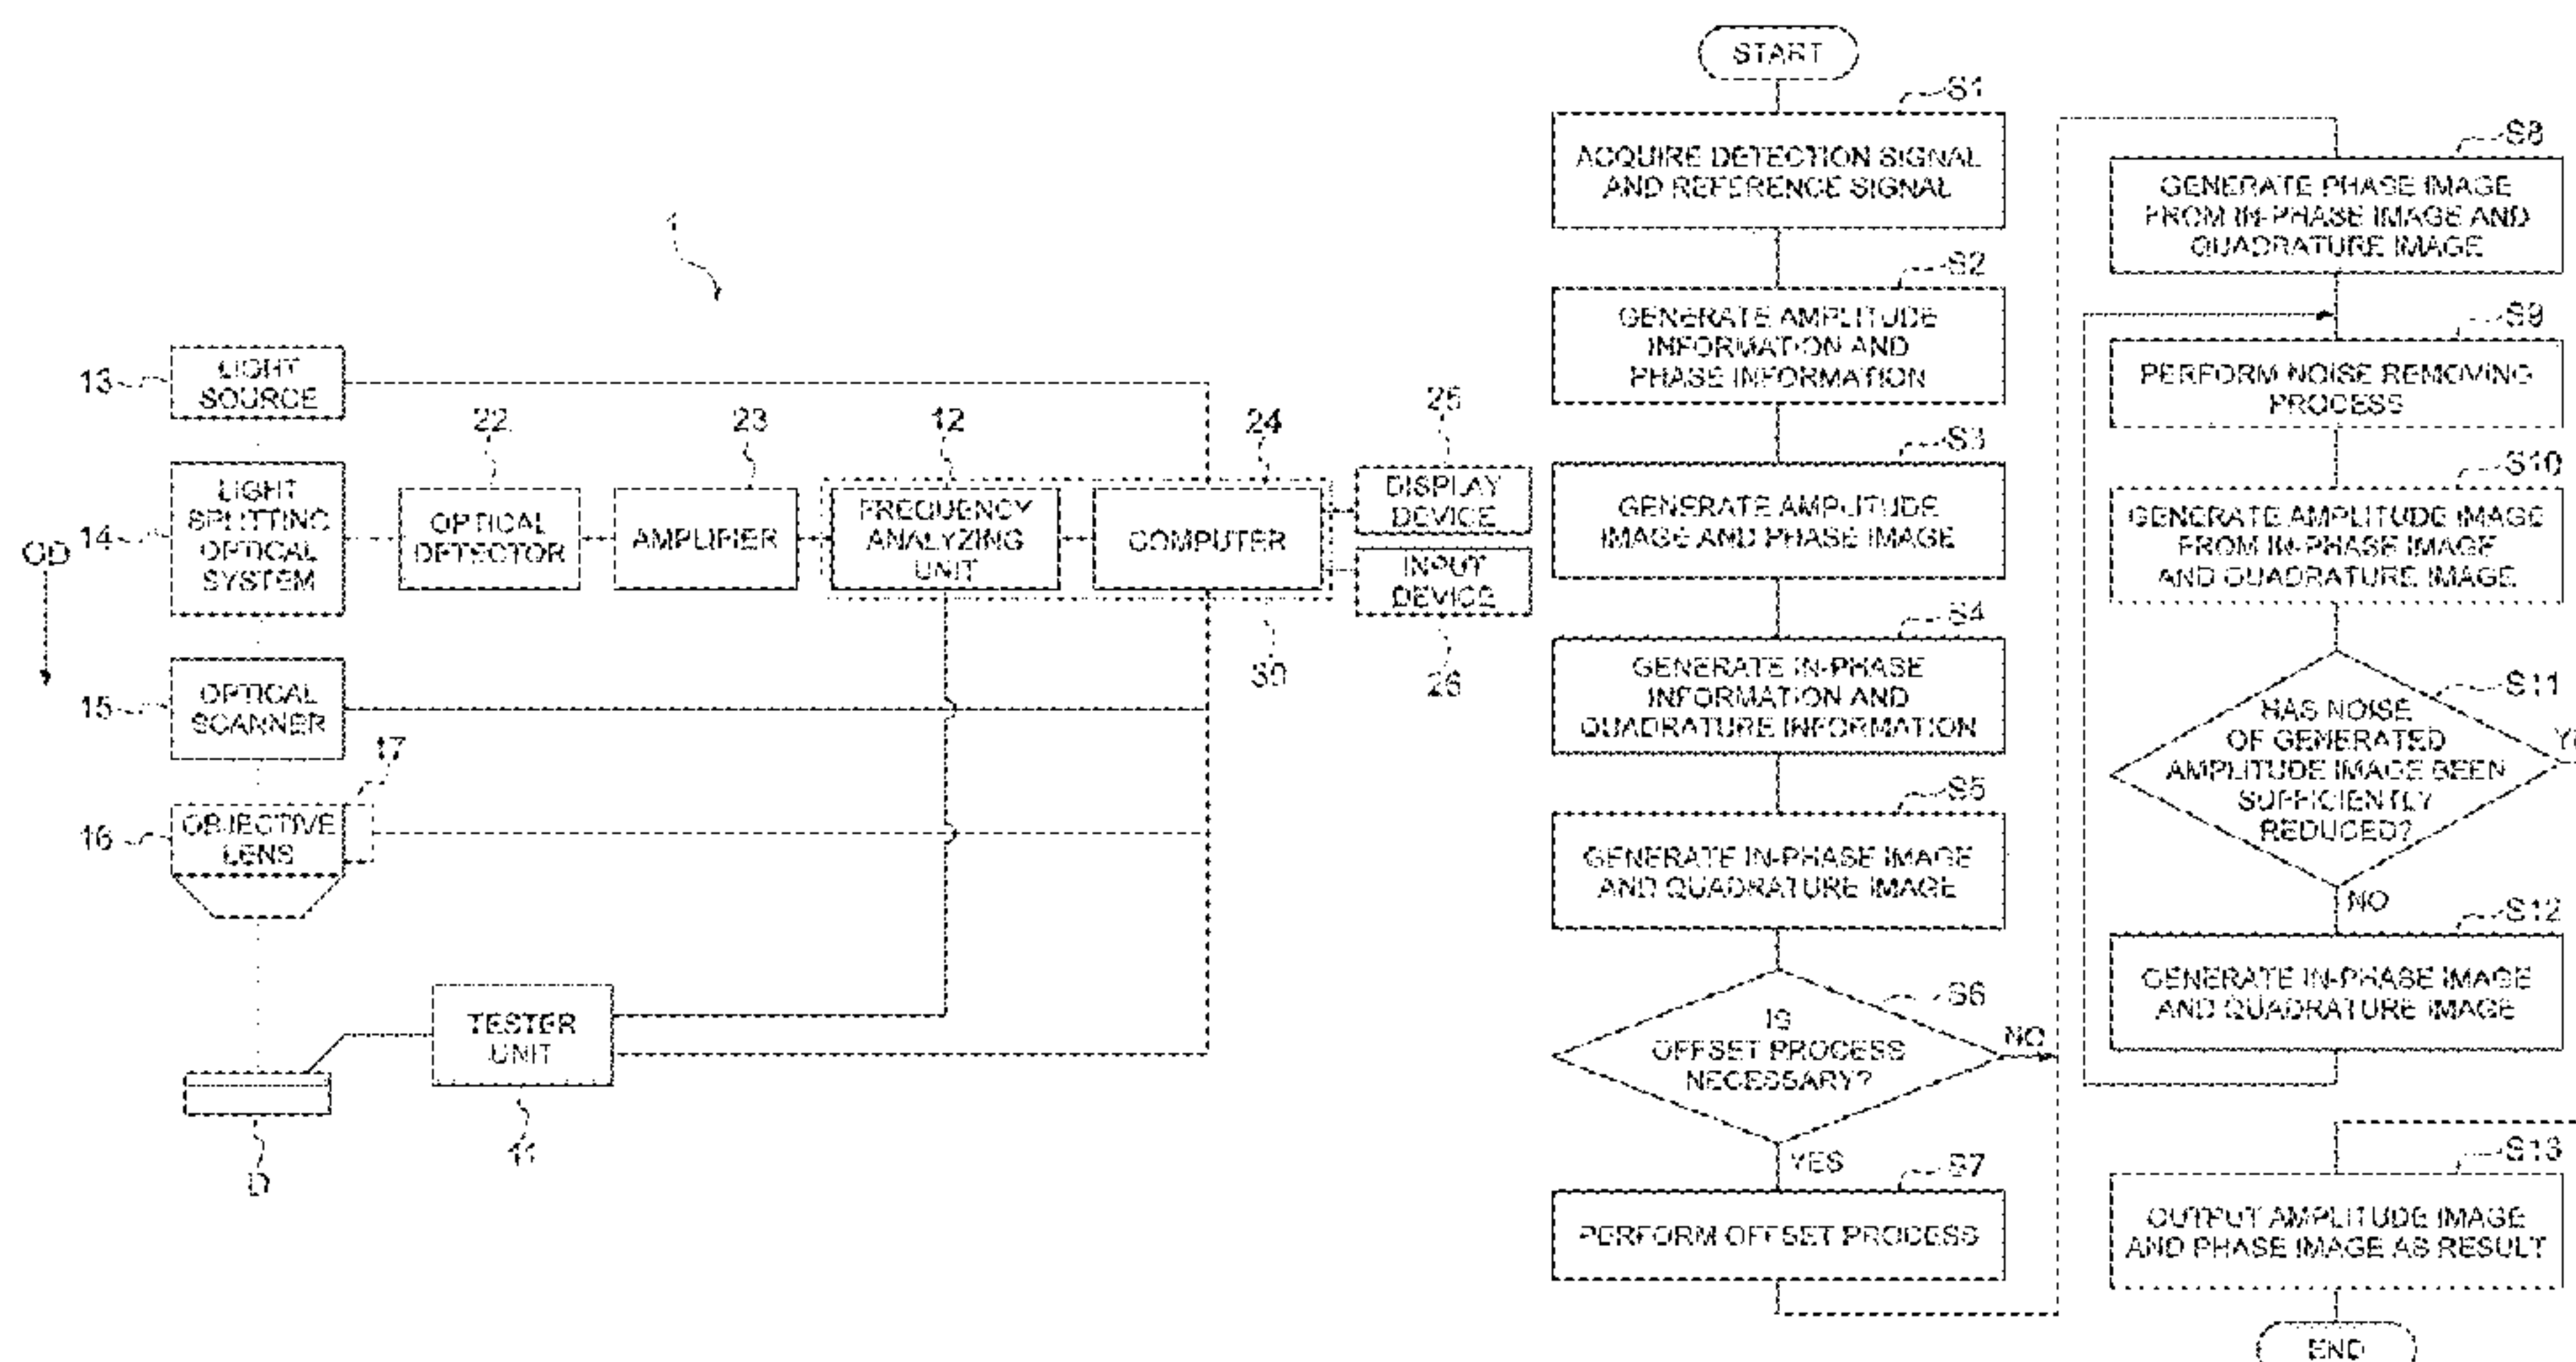 1
13
LIGHT
SOURCE
22
23
12
24
25
OD
14
LIGHT
SPLITTING
OPTICAL
SYSTEM
OPTICAL
DETECTOR
AMPLIFIER
FREQUENCY
ANALYZING
UNIT
COMPUTER
DISPLAY
DEVICE
INPUT
DEVICE
30
26
15
OPTICAL
SCANNER
17
16
OBJECTIVE
LENS
TESTER
UNIT
11
D
START
S1
ACQUIRE DETECTION SIGNAL
AND REFERENCE SIGNAL
S2
GENERATE AMPLITUDE
INFORMATION AND
PHASE INFORMATION
S3
GENERATE AMPLITUDE
IMAGE AND PHASE IMAGE
S4
GENERATE IN-PHASE
INFORMATION AND
QUADRATURE INFORMATION
S5
GENERATE IN-PHASE IMAGE
AND QUADRATURE IMAGE
S6
IS
OFFSET PROCESS
NECESSARY?
NO
YES
S7
PERFORM OFFSET PROCESS
S8
GENERATE PHASE IMAGE
FROM IN-PHASE IMAGE AND
QUADRATURE IMAGE
S9
PERFORM NOISE REMOVING
PROCESS
S10
GENERATE AMPLITUDE IMAGE
FROM IN-PHASE IMAGE
AND QUADRATURE IMAGE
S11
HAS NOISE
OF GENERATED
AMPLITUDE IMAGE BEEN
SUFFICIENTLY
REDUCED?
NO
S12
GENERATE IN-PHASE IMAGE
AND QUADRATURE IMAGE
S13
OUTPUT AMPLITUDE IMAGE
AND PHASE IMAGE AS RESULT
END